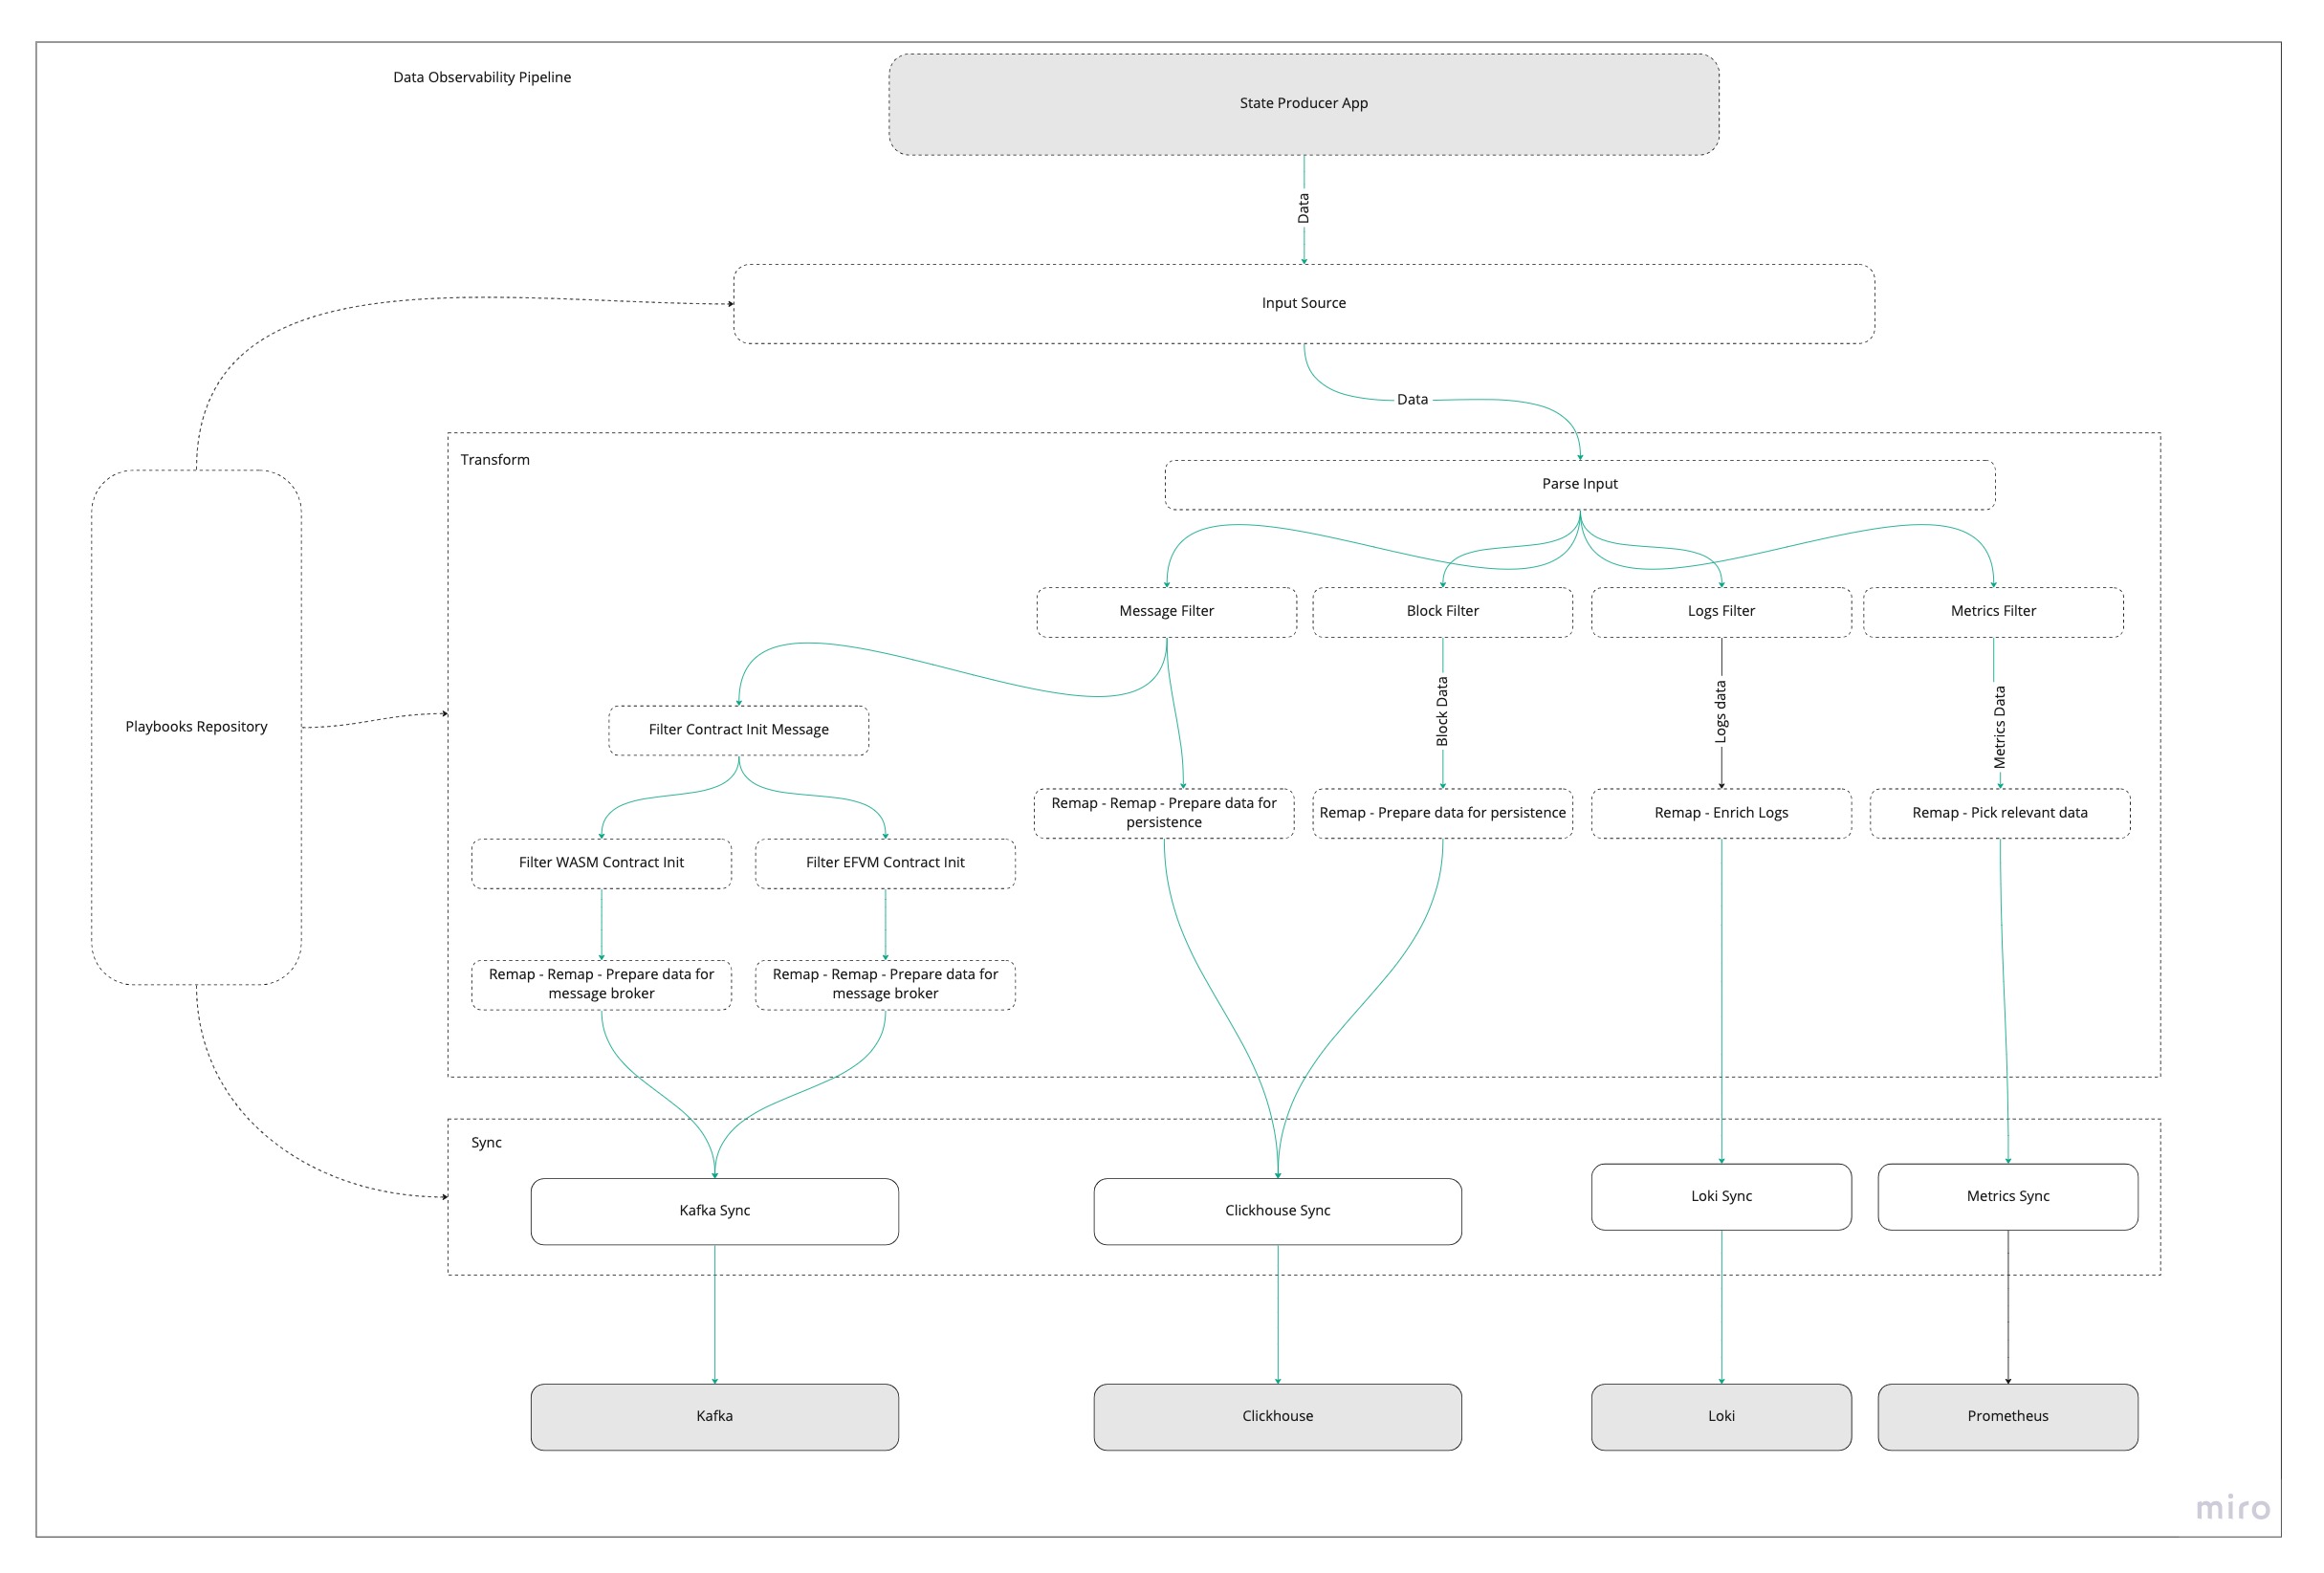 Data Observability Pipeline
State Producer App
Data
Input Source
Data
Transform
Parse Input
Message Filter
Block Filter
Logs Filter
Metrics Filter
Playbooks Repository
Filter Contract Init Message
Block Data
Logs data
Metrics Data
Remap - Remap - Prepare data for
persistence
Remap - Prepare data for persistence
Remap - Enrich Logs
Remap - Pick relevant data
Filter WASM Contract Init
Filter EFVM Contract Init
Remap - Remap - Prepare data for
message broker
Remap - Remap - Prepare data for
message broker
Sync
Kafka Sync
Clickhouse Sync
Loki Sync
Metrics Sync
Kafka
Clickhouse
Loki
Prometheus
miro